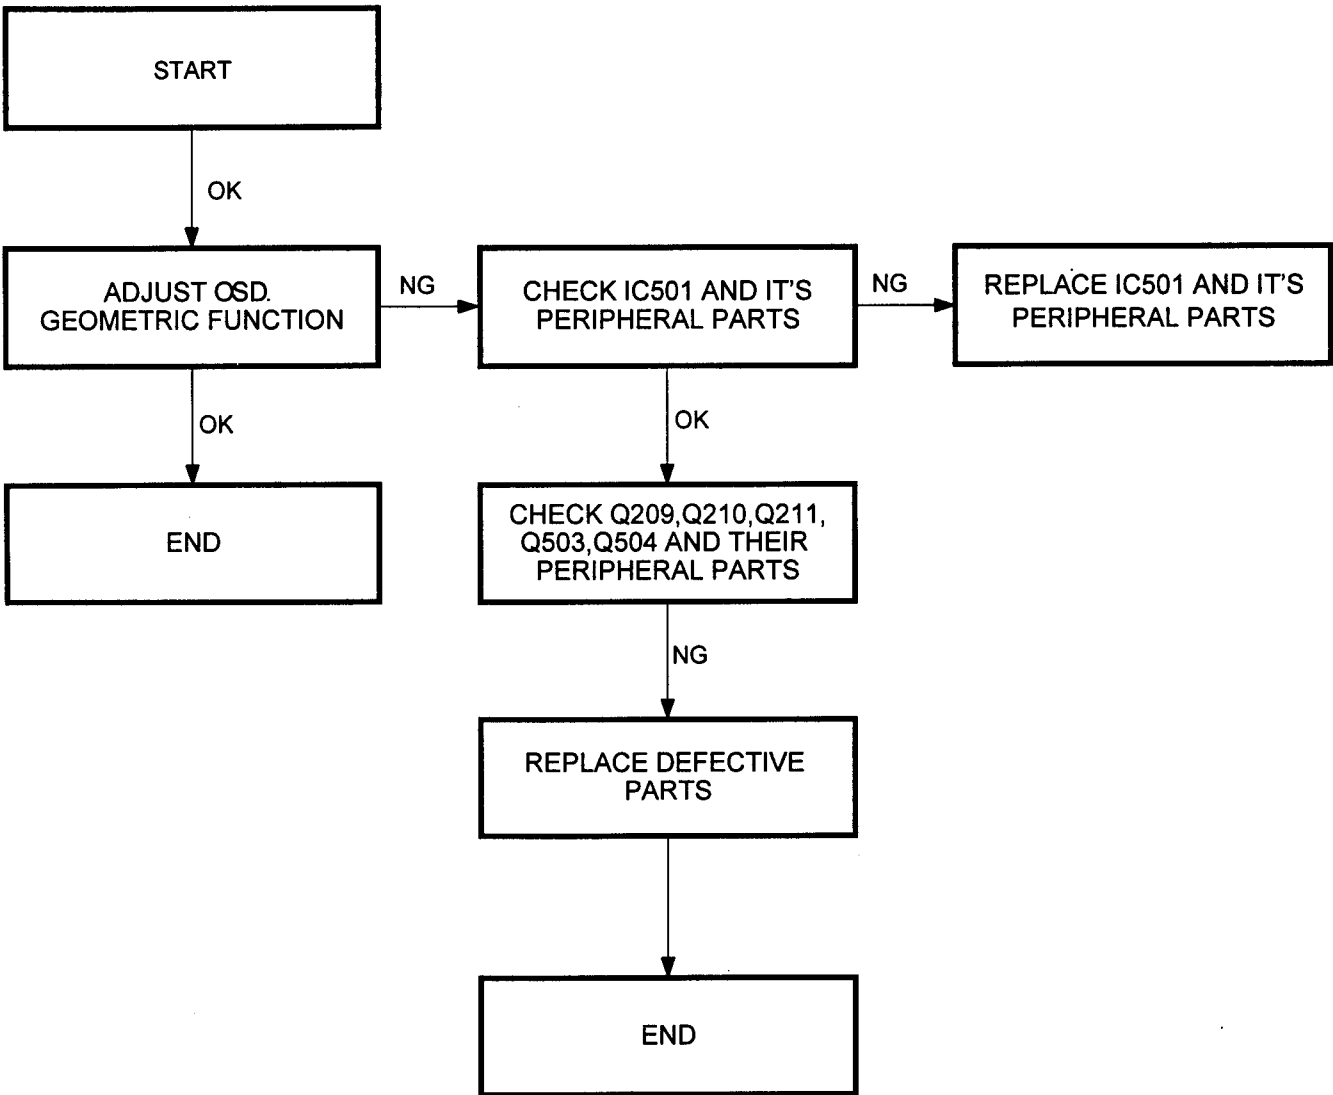 START
OK
ADJUST OSD.
GEOMETRIC FUNCTION
NG
CHECK IC501 AND IT'S
PERIPHERAL PARTS
NG
REPLACE IC501 AND IT'S
PERIPHERAL PARTS
OK
OK
END
CHECK Q209,Q210,Q211,
Q503,Q504 AND THEIR
PERIPHERAL PARTS
NG
REPLACE DEFECTIVE
PARTS
END